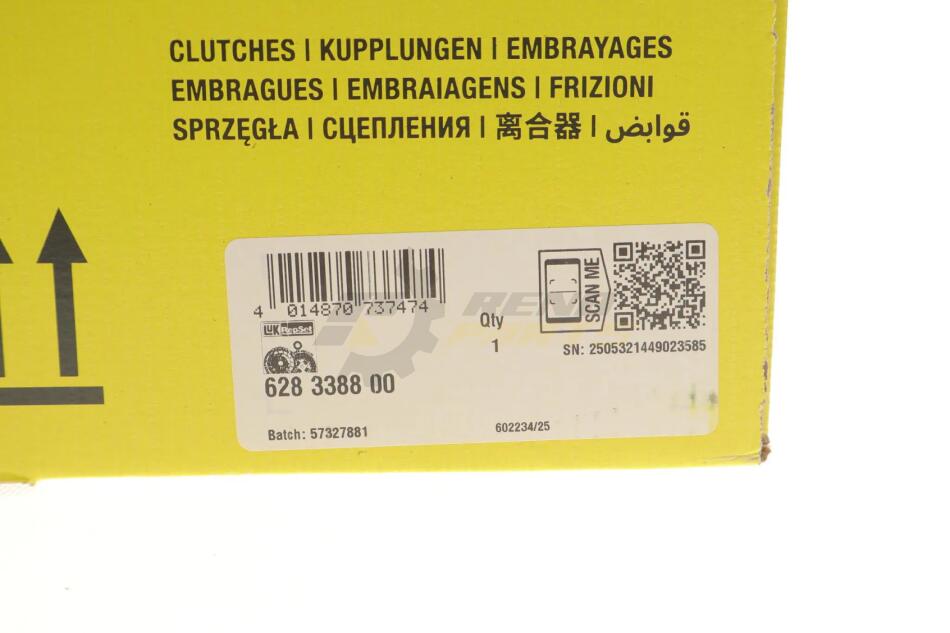 CLUTCHES | KUPPLUNGEN | EMBRAYAGES
EMBRAGUES | EMBRAIAGENS | FRIZIONI
SPRZĘGŁA | СЦЕПЛЕНИЯ | 离合器 | قوابض
4 014870 737474
LUK RepSet
SCAN ME
Qty
1
SN: 2505321449023585
628 3388 00
Batch: 57327881
602234/25